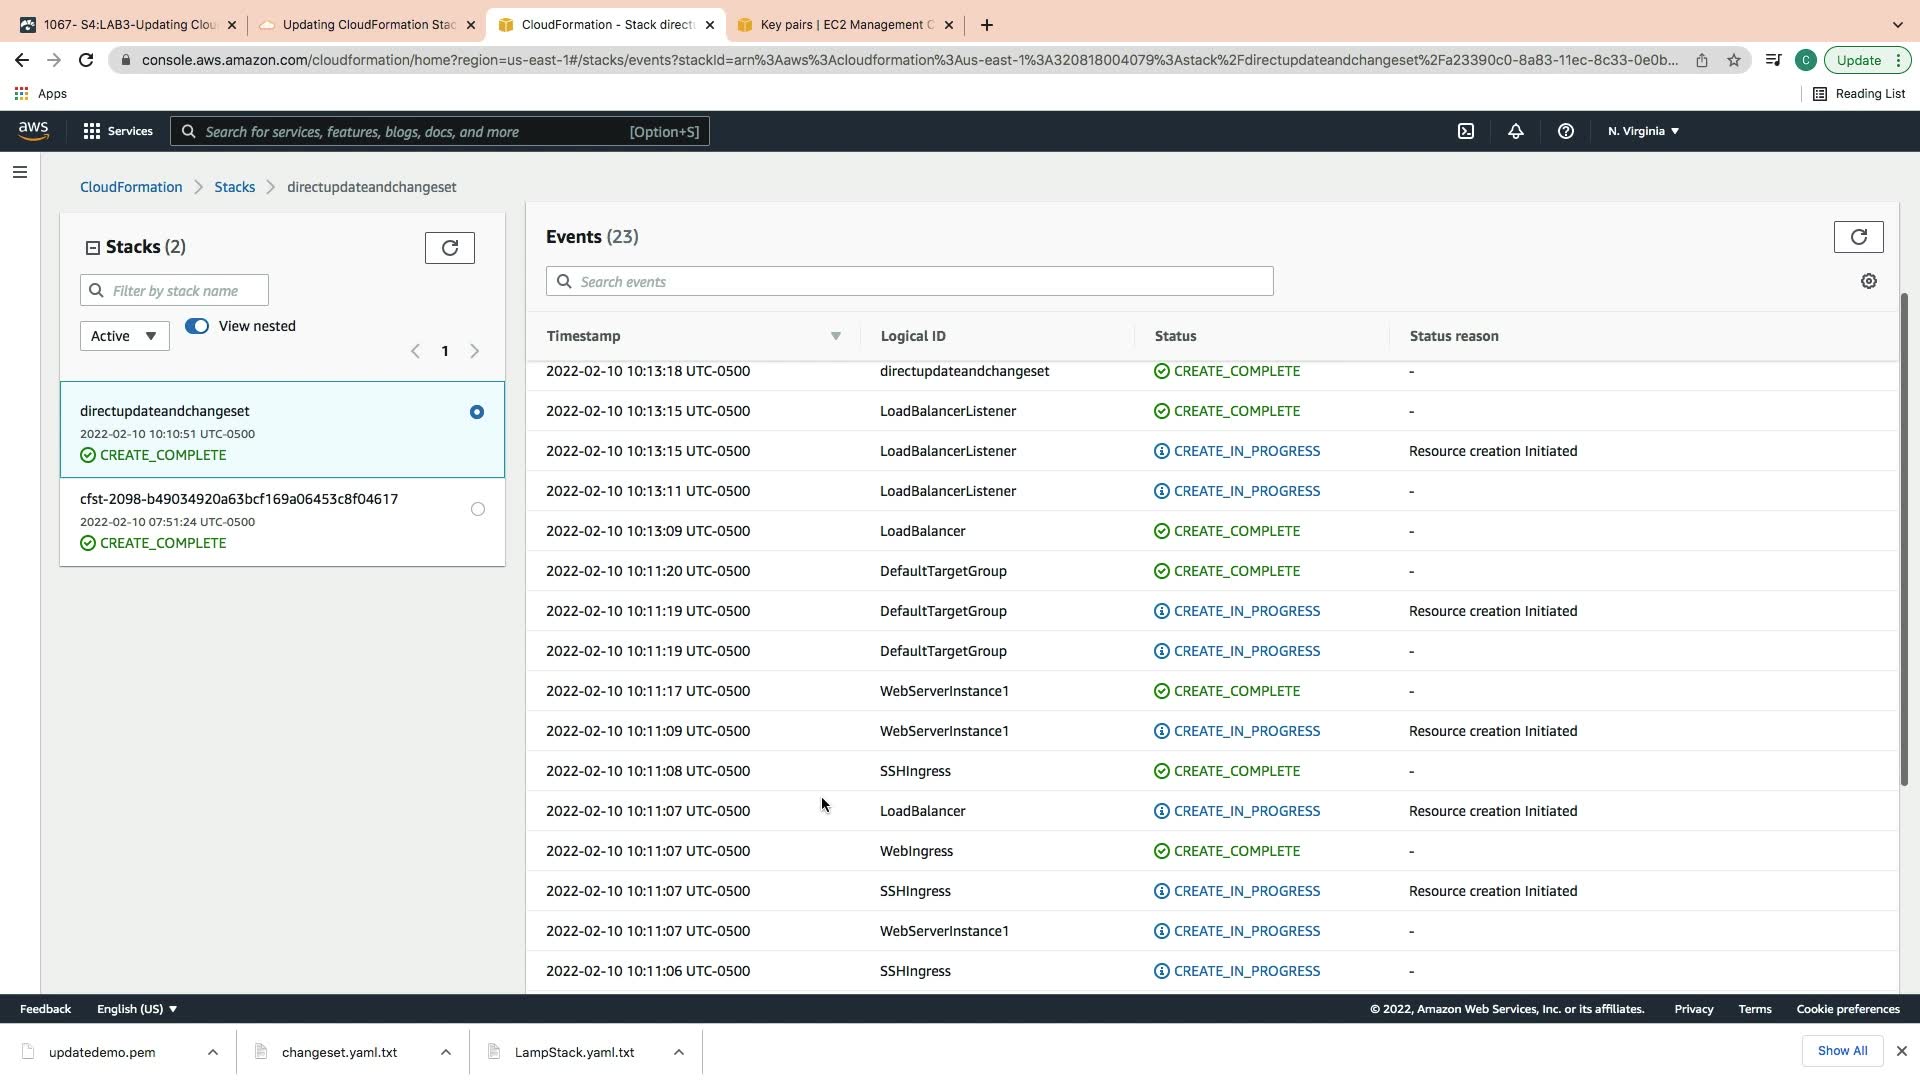 1067- S4:LAB3-Updating Clou
Updating CloudFormation Stac
CloudFormation - Stack directu
Key pairs | EC2 Management C
console.aws.amazon.com/cloudformation/home?region=us-east-1#/stacks/events?stackId=arn%3Aaws%3Acloudformation%3Aus-east-1%3A320818004079%3Astack%2Fdirectupdateandchangeset%2Fa23390c0-8a83-11ec-8c33-0e0b...
C
Update
Apps
Reading List
aws
Services
Search for services, features, blogs, docs, and more
[Option+S]
N. Virginia
CloudFormation
Stacks
directupdateandchangeset
Stacks (2)
Filter by stack name
Active
View nested
1
directupdateandchangeset
2022-02-10 10:10:51 UTC-0500
CREATE_COMPLETE
cfst-2098-b49034920a63bcf169a06453c8f04617
2022-02-10 07:51:24 UTC-0500
CREATE_COMPLETE
Events (23)
Search events
Timestamp Logical ID Status Status reason
2022-02-10 10:13:18 UTC-0500 directupdateandchangeset CREATE_COMPLETE -
2022-02-10 10:13:15 UTC-0500 LoadBalancerListener CREATE_COMPLETE -
2022-02-10 10:13:15 UTC-0500 LoadBalancerListener CREATE_IN_PROGRESS Resource creation Initiated
2022-02-10 10:13:11 UTC-0500 LoadBalancerListener CREATE_IN_PROGRESS -
2022-02-10 10:13:09 UTC-0500 LoadBalancer CREATE_COMPLETE -
2022-02-10 10:11:20 UTC-0500 DefaultTargetGroup CREATE_COMPLETE -
2022-02-10 10:11:19 UTC-0500 DefaultTargetGroup CREATE_IN_PROGRESS Resource creation Initiated
2022-02-10 10:11:19 UTC-0500 DefaultTargetGroup CREATE_IN_PROGRESS -
2022-02-10 10:11:17 UTC-0500 WebServerInstance1 CREATE_COMPLETE -
2022-02-10 10:11:09 UTC-0500 WebServerInstance1 CREATE_IN_PROGRESS Resource creation Initiated
2022-02-10 10:11:08 UTC-0500 SSHIngress CREATE_COMPLETE -
2022-02-10 10:11:07 UTC-0500 LoadBalancer CREATE_IN_PROGRESS Resource creation Initiated
2022-02-10 10:11:07 UTC-0500 WebIngress CREATE_COMPLETE -
2022-02-10 10:11:07 UTC-0500 SSHIngress CREATE_IN_PROGRESS Resource creation Initiated
2022-02-10 10:11:07 UTC-0500 WebServerInstance1 CREATE_IN_PROGRESS -
2022-02-10 10:11:06 UTC-0500 SSHIngress CREATE_IN_PROGRESS -
Feedback
English (US)
© 2022, Amazon Web Services, Inc. or its affiliates.
Privacy
Terms
Cookie preferences
updatedemo.pem
changeset.yaml.txt
LampStack.yaml.txt
Show All